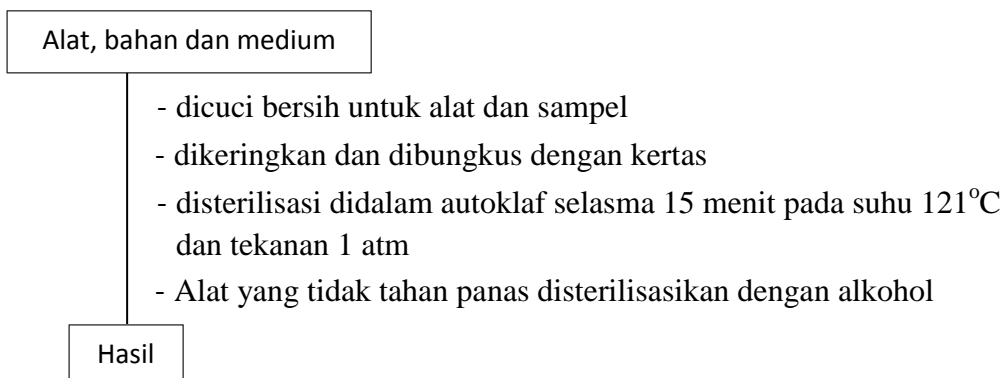 Alat, bahan dan medium
- dicuci bersih untuk alat dan sampel
- dikeringkan dan dibungkus dengan kertas
- disterilisasi didalam autoklaf selasma 15 menit pada suhu 121°C
dan tekanan 1 atm
- Alat yang tidak tahan panas disterilisasikan dengan alkohol
Hasil